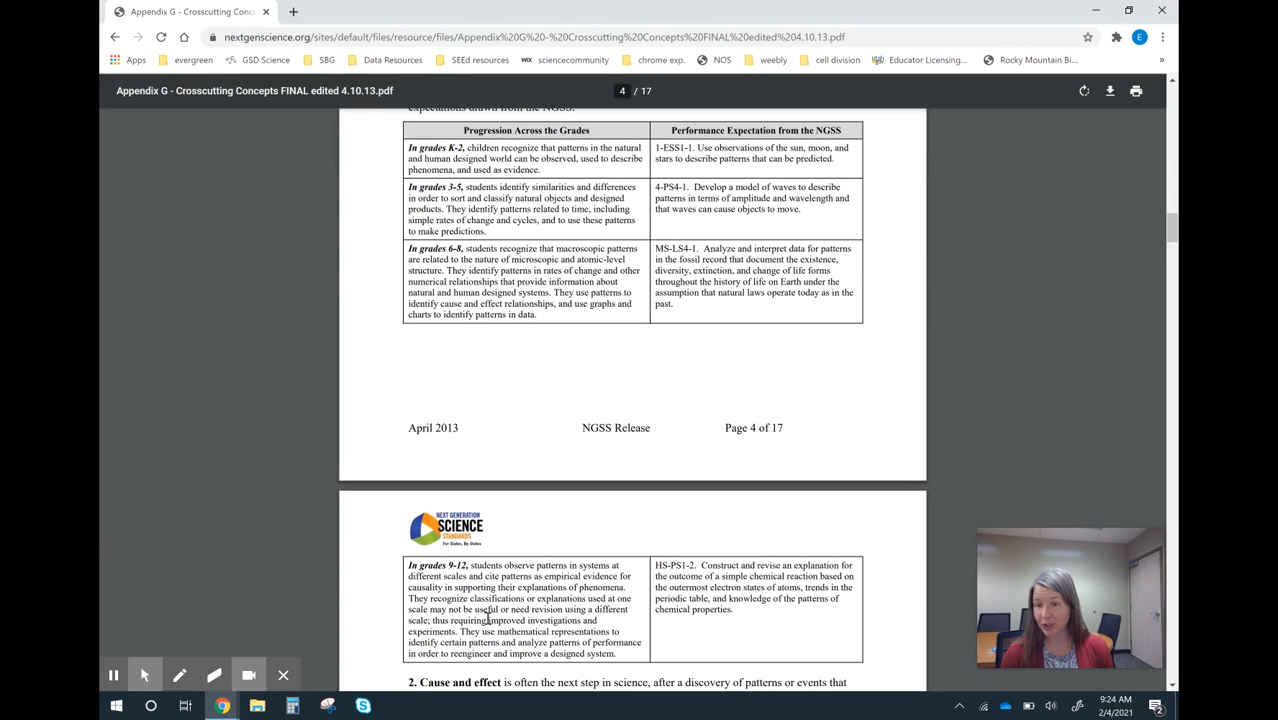 Appendix G - Crosscutting Conc
nextgenscience.org/sites/default/files/resource/files/Appendix%20G%20-%20Crosscutting%20Concepts%20FINAL%20edited%204.10.13.pdf
Apps evergreen GSD Science SBG Data Resources SEEd resources WIX sciencecommunity chrome exp. NOS weebly cell division Educator Licensing... Rocky Mountain Bi... »
Appendix G - Crosscutting Concepts FINAL edited 4.10.13.pdf
4 / 17
expectations drawn from the NGSS.
Progression Across the Grades
Performance Expectation from the NGSS
In grades K-2, children recognize that patterns in the natural
and human designed world can be observed, used to describe
phenomena, and used as evidence.
1-ESS1-1. Use observations of the sun, moon, and
stars to describe patterns that can be predicted.
In grades 3-5, students identify similarities and differences
in order to sort and classify natural objects and designed
products. They identify patterns related to time, including
simple rates of change and cycles, and to use these patterns
to make predictions.
4-PS4-1. Develop a model of waves to describe
patterns in terms of amplitude and wavelength and
that waves can cause objects to move.
In grades 6-8, students recognize that macroscopic patterns
are related to the nature of microscopic and atomic-level
structure. They identify patterns in rates of change and other
numerical relationships that provide information about
natural and human designed systems. They use patterns to
identify cause and effect relationships, and use graphs and
charts to identify patterns in data.
MS-LS4-1. Analyze and interpret data for patterns
in the fossil record that document the existence,
diversity, extinction, and change of life forms
throughout the history of life on Earth under the
assumption that natural laws operate today as in the
past.
April 2013
NGSS Release
Page 4 of 17
NEXT GENERATION
SCIENCE
STANDARDS
For States, By States
In grades 9-12, students observe patterns in systems at
different scales and cite patterns as empirical evidence for
causality in supporting their explanations of phenomena.
They recognize classifications or explanations used at one
scale may not be useful or need revision using a different
scale; thus requiring improved investigations and
experiments. They use mathematical representations to
identify certain patterns and analyze patterns of performance
in order to reengineer and improve a designed system.
HS-PS1-2. Construct and revise an explanation for
the outcome of a simple chemical reaction based on
the outermost electron states of atoms, trends in the
periodic table, and knowledge of the patterns of
chemical properties.
2. Cause and effect is often the next step in science, after a discovery of patterns or events that
9:24 AM
2/4/2021
2
E